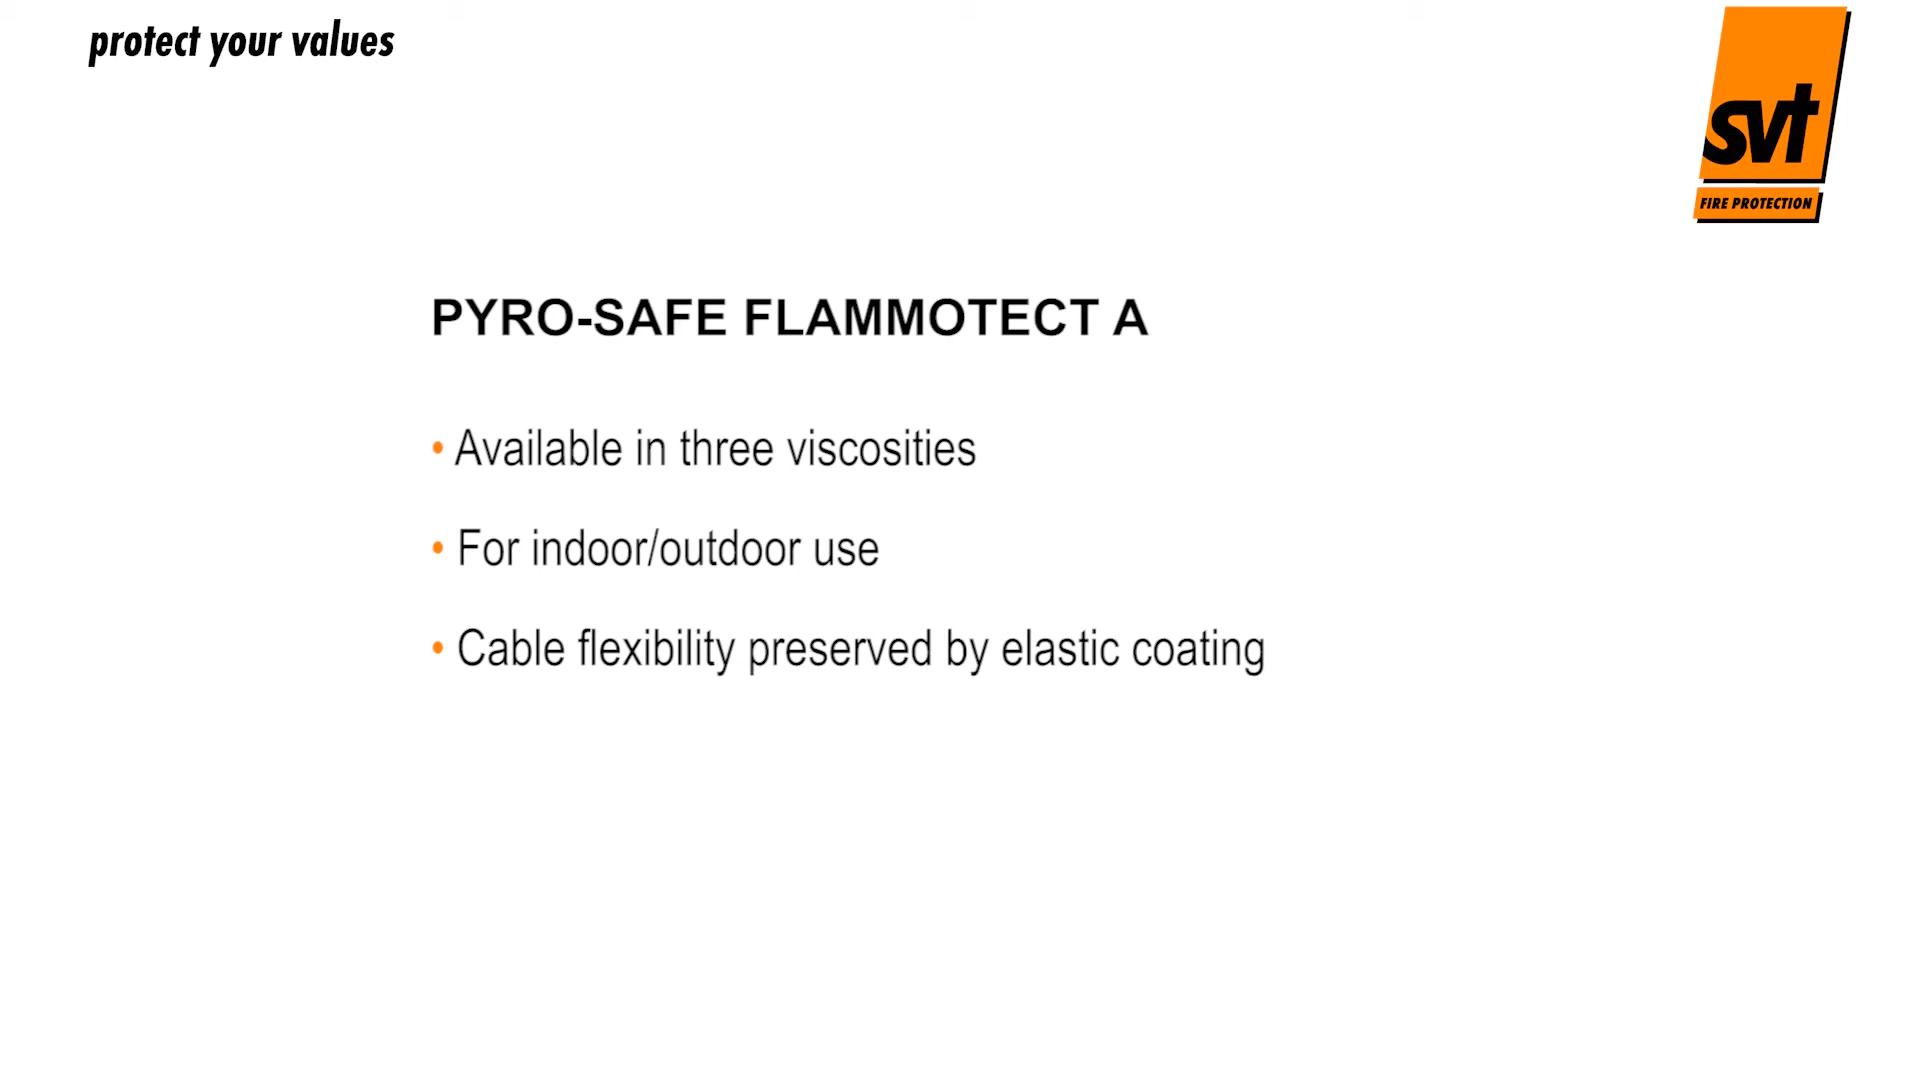 protect your values
svt
FIRE PROTECTION
PYRO-SAFE FLAMMOTECT A
• Available in three viscosities
• For indoor/outdoor use
• Cable flexibility preserved by elastic coating